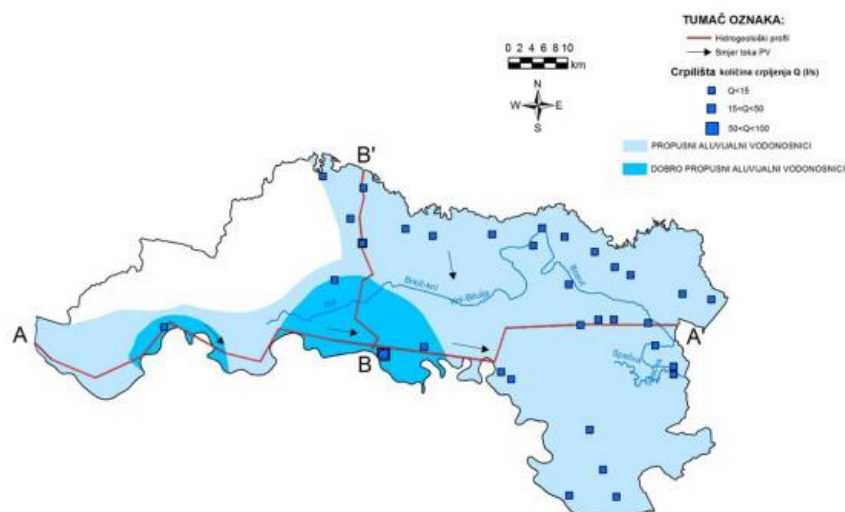 TUMAČ OZNAKA:
Hidrogeološki profil
Smjer toka PV
Crpilišta količina crpljenja Q (l/s)
Q<15
15<Q<50
50<Q<100
PROPUSNI ALUVIJALNI VODONOSNICI
DOBRO PROPUSNI ALUVIJALNI VODONOSNICI
0 2 4 6 8 10
km
N
W E
S
B'
A
B
A'
Bosut
Spačva